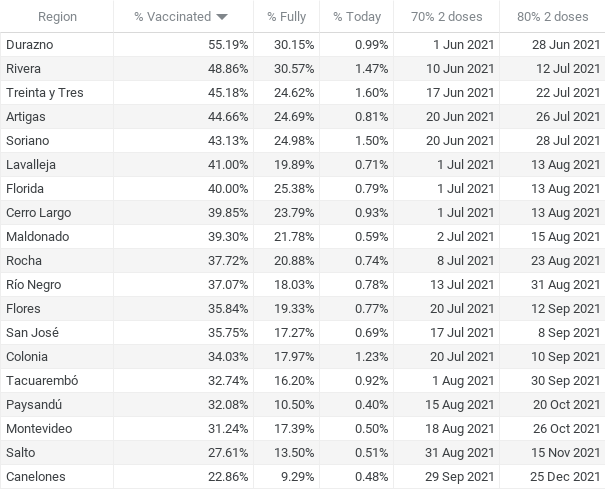 Region % Vaccinated % Fully % Today 70% 2 doses 80% 2 doses
Durazno 55.19% 30.15% 0.99% 1 Jun 2021 28 Jun 2021
Rivera 48.86% 30.57% 1.47% 10 Jun 2021 12 Jul 2021
Treinta y Tres 45.18% 24.62% 1.60% 17 Jun 2021 22 Jul 2021
Artigas 44.66% 24.69% 0.81% 20 Jun 2021 26 Jul 2021
Soriano 43.13% 24.98% 1.50% 20 Jun 2021 28 Jul 2021
Lavalleja 41.00% 19.89% 0.71% 1 Jul 2021 13 Aug 2021
Florida 40.00% 25.38% 0.79% 1 Jul 2021 13 Aug 2021
Cerro Largo 39.85% 23.79% 0.93% 1 Jul 2021 13 Aug 2021
Maldonado 39.30% 21.78% 0.59% 2 Jul 2021 15 Aug 2021
Rocha 37.72% 20.88% 0.74% 8 Jul 2021 23 Aug 2021
Río Negro 37.07% 18.03% 0.78% 13 Jul 2021 31 Aug 2021
Flores 35.84% 19.33% 0.77% 20 Jul 2021 12 Sep 2021
San José 35.75% 17.27% 0.69% 17 Jul 2021 8 Sep 2021
Colonia 34.03% 17.97% 1.23% 20 Jul 2021 10 Sep 2021
Tacuarembó 32.74% 16.20% 0.92% 1 Aug 2021 30 Sep 2021
Paysandú 32.08% 10.50% 0.40% 15 Aug 2021 20 Oct 2021
Montevideo 31.24% 17.39% 0.50% 18 Aug 2021 26 Oct 2021
Salto 27.61% 13.50% 0.51% 31 Aug 2021 15 Nov 2021
Canelones 22.86% 9.29% 0.48% 29 Sep 2021 25 Dec 2021